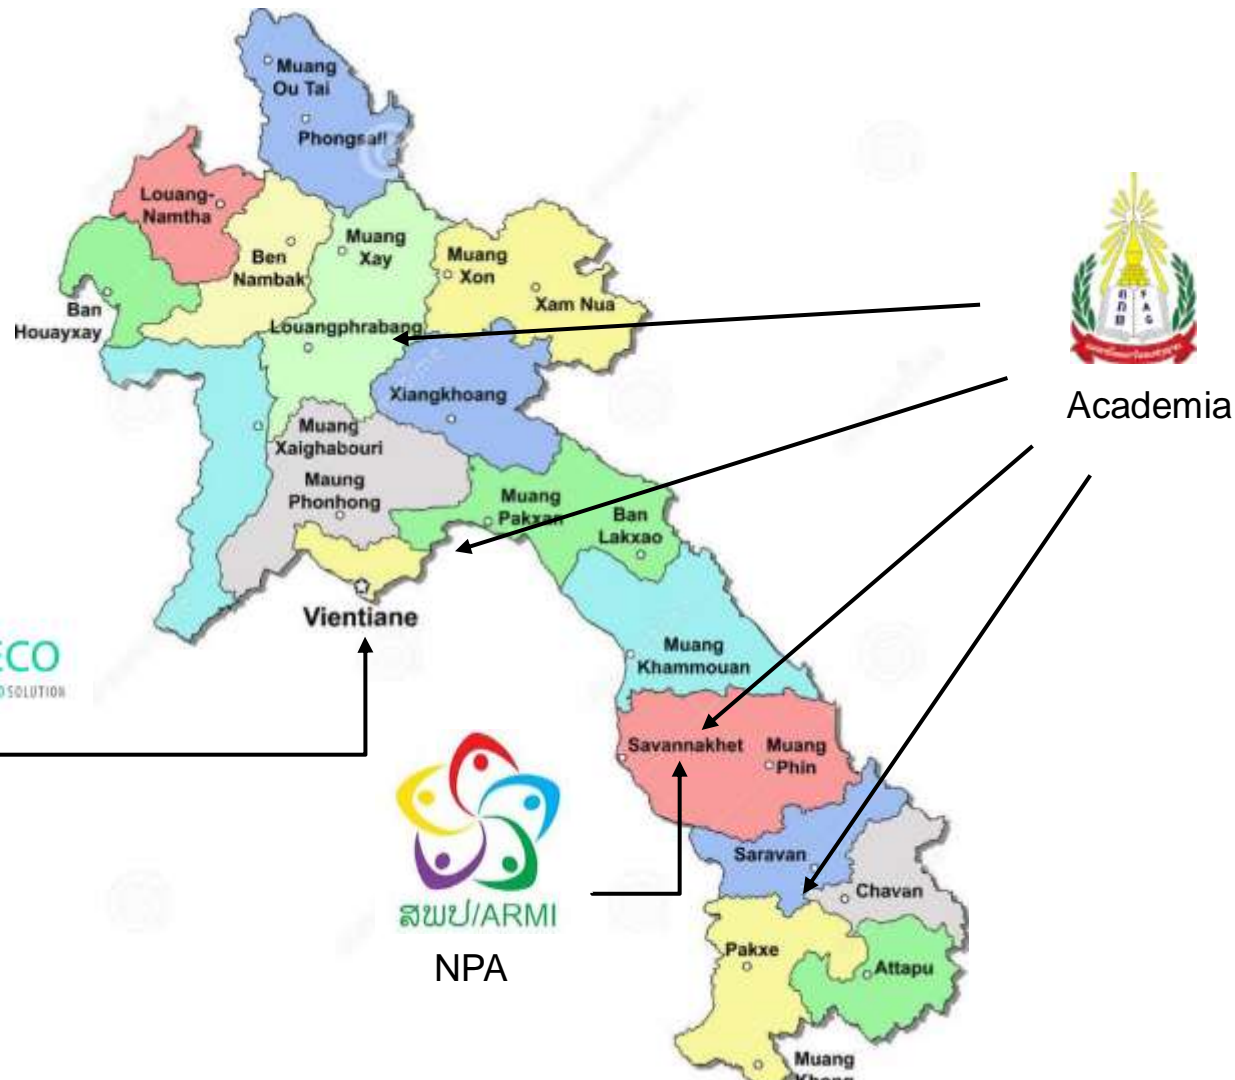 Muang
Ou Tai
Phongsali
Louang-
Namtha
Ben
Nambak
Muang
Xay
Muang
Xon
Xam Nua
Ban
Houayxay
Louangphrabang
Xiangkhoang
Muang
Xaighabouri
Maung
Phonhong
Muang
Pakxan
Ban
Lakxao
Vientiane
Muang
Khammouan
Savannakhet
Muang
Phin
Saravan
Chavan
Pakxe
Attapu
Muang
Khong
ECO
SOLUTION
ສພປ/ARMI
NPA
F
A
G
Academia